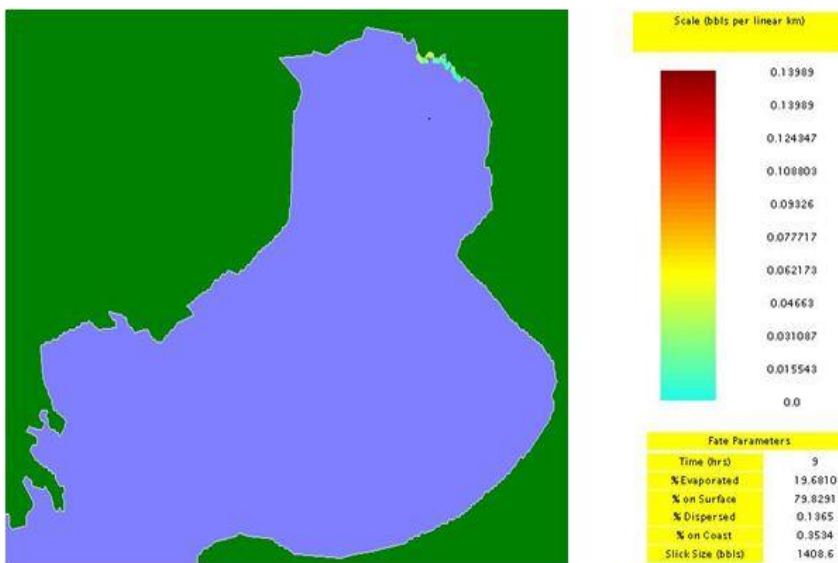 Scale (bbls per linear km)
0.13989
0.13989
0.124347
0.108803
0.09326
0.077717
0.062173
0.04663
0.031087
0.015543
0.0
Fate Parameters
Time (hrs) 9
% Evaporated 19.6810
% on Surface 79.8291
% Dispersed 0.1365
% on Coast 0.3534
Slick Size (bbls) 1408.6